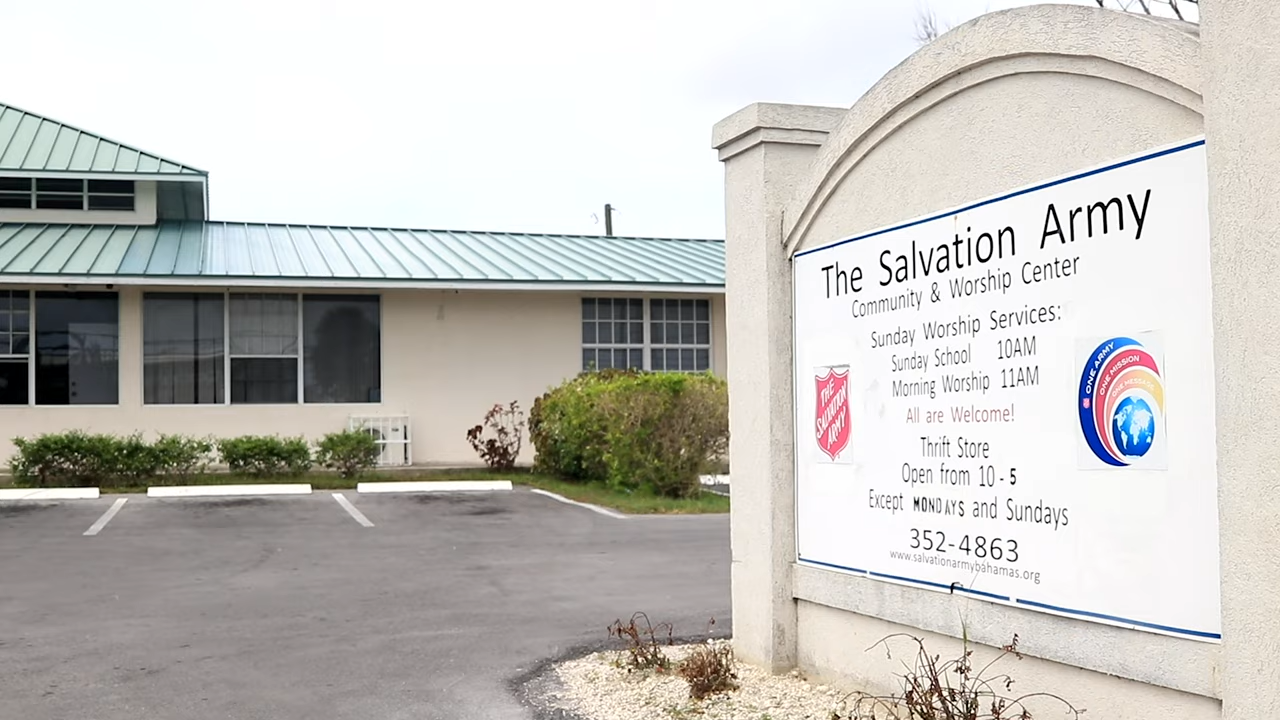 The Salvation Army
Community & Worship Center
Sunday Worship Services:
Sunday School 10AM
Morning Worship 11AM
All are Welcome!
Thrift Store
Open from 10 - 5
Except MONDAYS and Sundays
352-4863
www.salvationarmybahamas.org
THE
SALVATION
ARMY
ONE ARMY
ONE MISSION
ONE MESSAGE